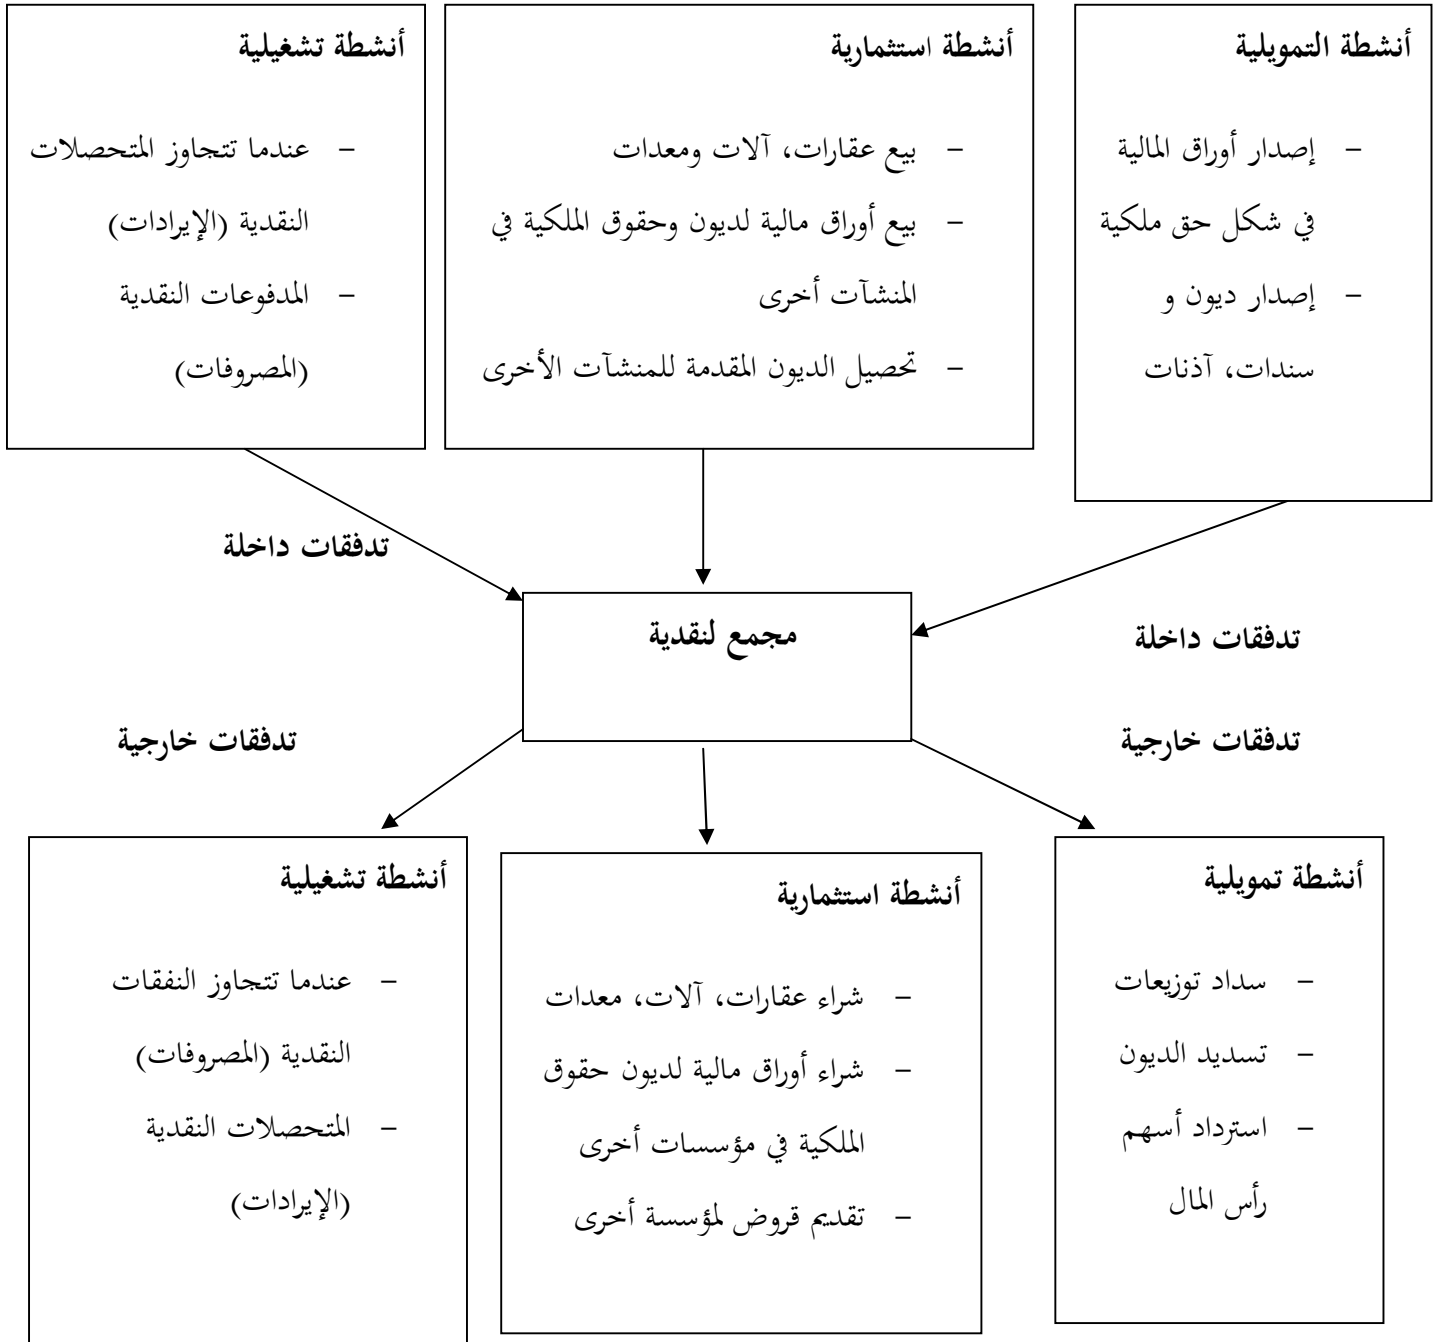 أنشطة التمويلية
– إصدار أوراق المالية
في شكل حق ملكية
– إصدار ديون و
سندات، آذنات
أنشطة استثمارية
– بيع عقارات، آلات ومعدات
– بيع أوراق مالية لديون وحقوق الملكية في
المنشآت أخرى
– تحصيل الديون المقدمة للمنشآت الأخرى
أنشطة تشغيلية
– عندما تتجاوز المتحصلات
النقدية (الإيرادات)
– المدفوعات النقدية
(المصروفات)
تدفقات داخلة
تدفقات داخلة
مجمع لنقدية
تدفقات خارجية
تدفقات خارجية
أنشطة تمويلية
– سداد توزيعات
– تسديد الديون
– استرداد أسهم
رأس المال
أنشطة استثمارية
– شراء عقارات، آلات، معدات
– شراء أوراق مالية لديون حقوق
الملكية في مؤسسات أخرى
– تقديم قروض لمؤسسة أخرى
أنشطة تشغيلية
– عندما تتجاوز النفقات
النقدية (المصروفات)
– المتحصلات النقدية
(الإيرادات)